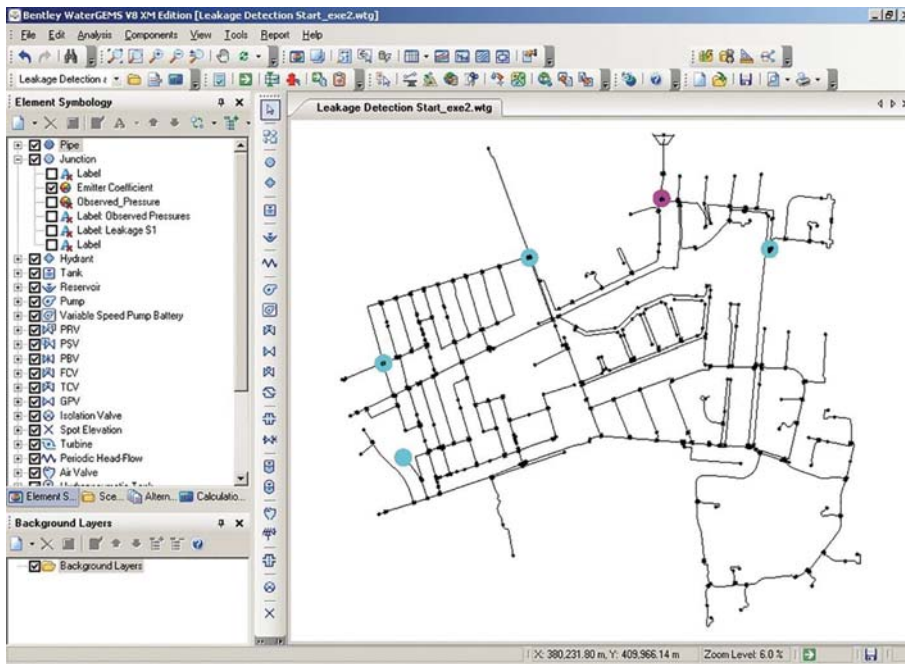 Bentley WaterGEMS V8 XM Edition [Leakage Detection Start_exe2.wtg]
File Edit Analysis Components View Tools Report Help
Leakage Detection
Element Symbology
Leakage Detection Start_exe2.wtg
Pipe
Junction
Label
Emitter Coefficient
Observed_Pressure
Label: Observed Pressures
Label: Leakage S1
Label
Hydrant
Tank
Reservoir
Pump
Variable Speed Pump Battery
PRV
PSV
PBV
FCV
TCV
GPV
Isolation Valve
Spot Elevation
Turbine
Periodic Head-Flow
Air Valve
Element S... Sce... Altern... Calculatio...
Background Layers
Background Layers
X: 380,231.80 m, Y: 409,966.14 m Zoom Level: 6.0 %